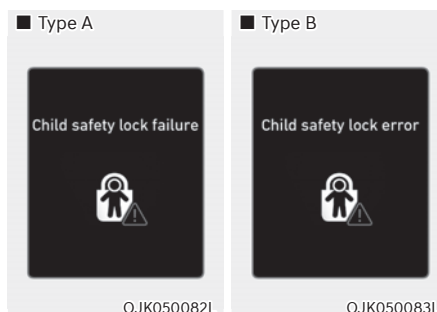 ■ Type A
Child safety lock failure
OJK050082L
■ Type B
Child safety lock error
OJK050083L